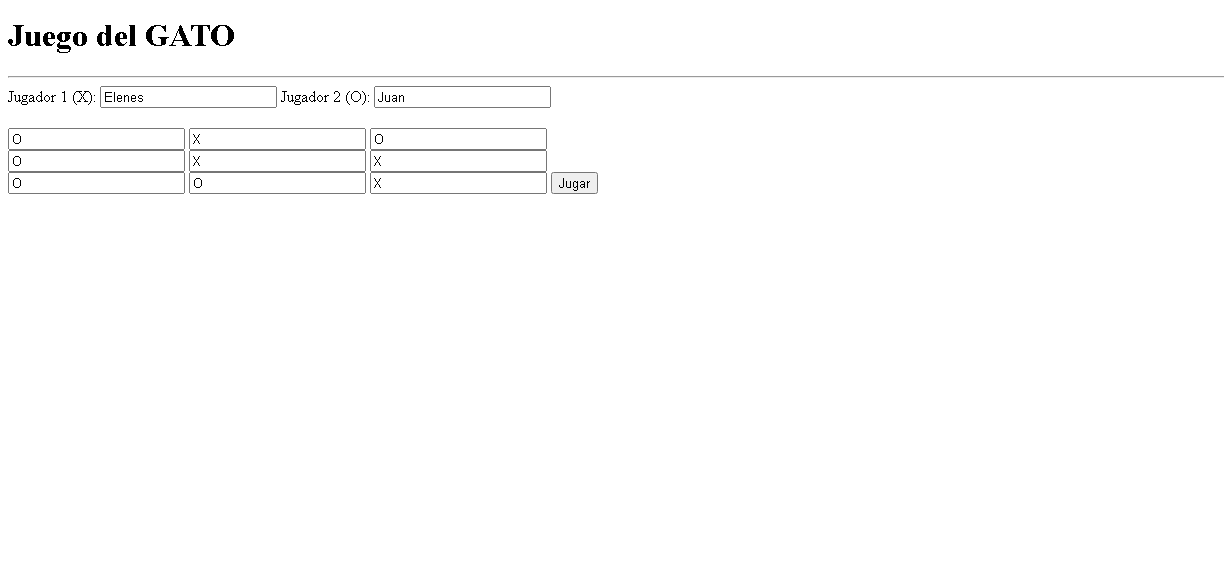 Juego del GATO
Jugador 1 (X): Elenes Jugador 2 (O): Juan
O X O
O X X
O O X Jugar